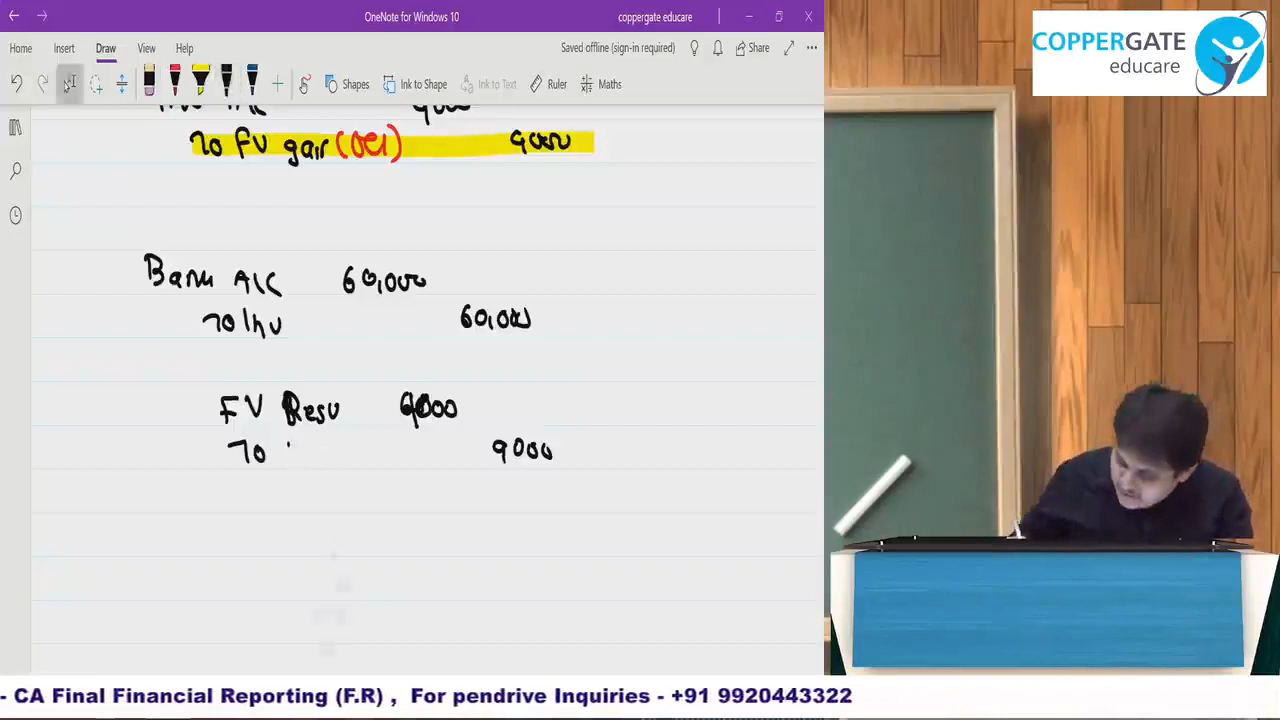 OneNote for Windows 10
coppergate educare
Home Insert Draw View Help
Saved offline (sign-in required)
Share
Shapes
Ink to Shape
Ink to Text
Ruler
Maths
COPPERGATE
educare
9000
To FV gain (OCI) 9000
Bank A/C 60,000
To Inv 60,000
FV Resv 9000
To 9000
- CA Final Financial Reporting (F.R) , For pendrive Inquiries - +91 9920443322